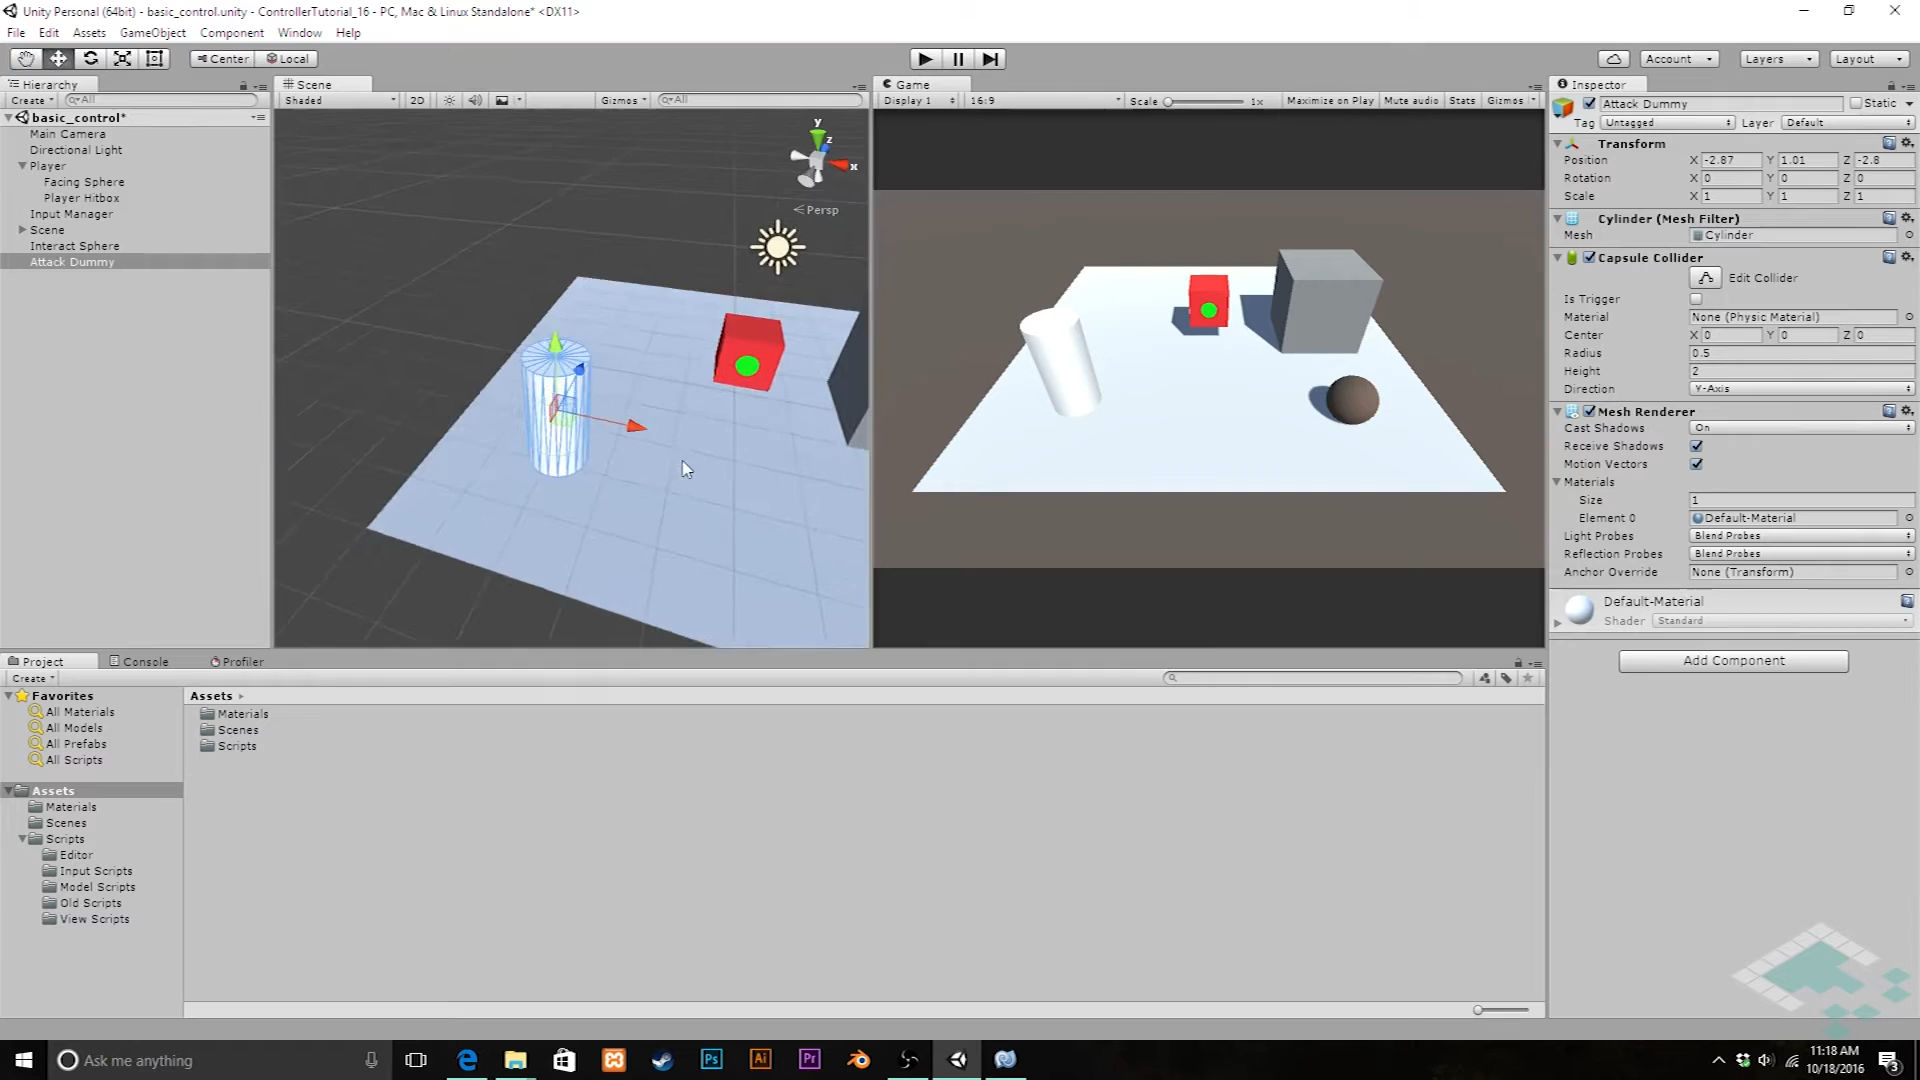 Unity Personal (64bit) - basic_control.unity - ControllerTutorial_16 - PC, Mac & Linux Standalone* <DX11>
File Edit Assets GameObject Component Window Help
Center Local
Account Layers Layout
Hierarchy
Create All
basic_control*
Main Camera
Directional Light
Player
Facing Sphere
Player Hitbox
Input Manager
Scene
Interact Sphere
Attack Dummy
Scene
Shaded 2D Gizmos All
y
z
x
Persp
Game
Display 1 16:9 Scale 1x Maximize on Play Mute audio Stats Gizmos
Inspector
Attack Dummy Static
Tag Untagged Layer Default
Transform
Position X -2.87 Y 1.01 Z -2.8
Rotation X 0 Y 0 Z 0
Scale X 1 Y 1 Z 1
Cylinder (Mesh Filter)
Mesh Cylinder
Capsule Collider
Edit Collider
Is Trigger
Material None (Physic Material)
Center X 0 Y 0 Z 0
Radius 0.5
Height 2
Direction Y-Axis
Mesh Renderer
Cast Shadows On
Receive Shadows
Motion Vectors
Materials
Size 1
Element 0 Default-Material
Light Probes Blend Probes
Reflection Probes Blend Probes
Anchor Override None (Transform)
Default-Material
Shader Standard
Add Component
Project Console Profiler
Create
Favorites
All Materials
All Models
All Prefabs
All Scripts
Assets
Materials
Scenes
Scripts
Editor
Input Scripts
Model Scripts
Old Scripts
View Scripts
Assets
Materials
Scenes
Scripts
Ask me anything
Ps Ai Pr
11:18 AM
10/18/2016
3